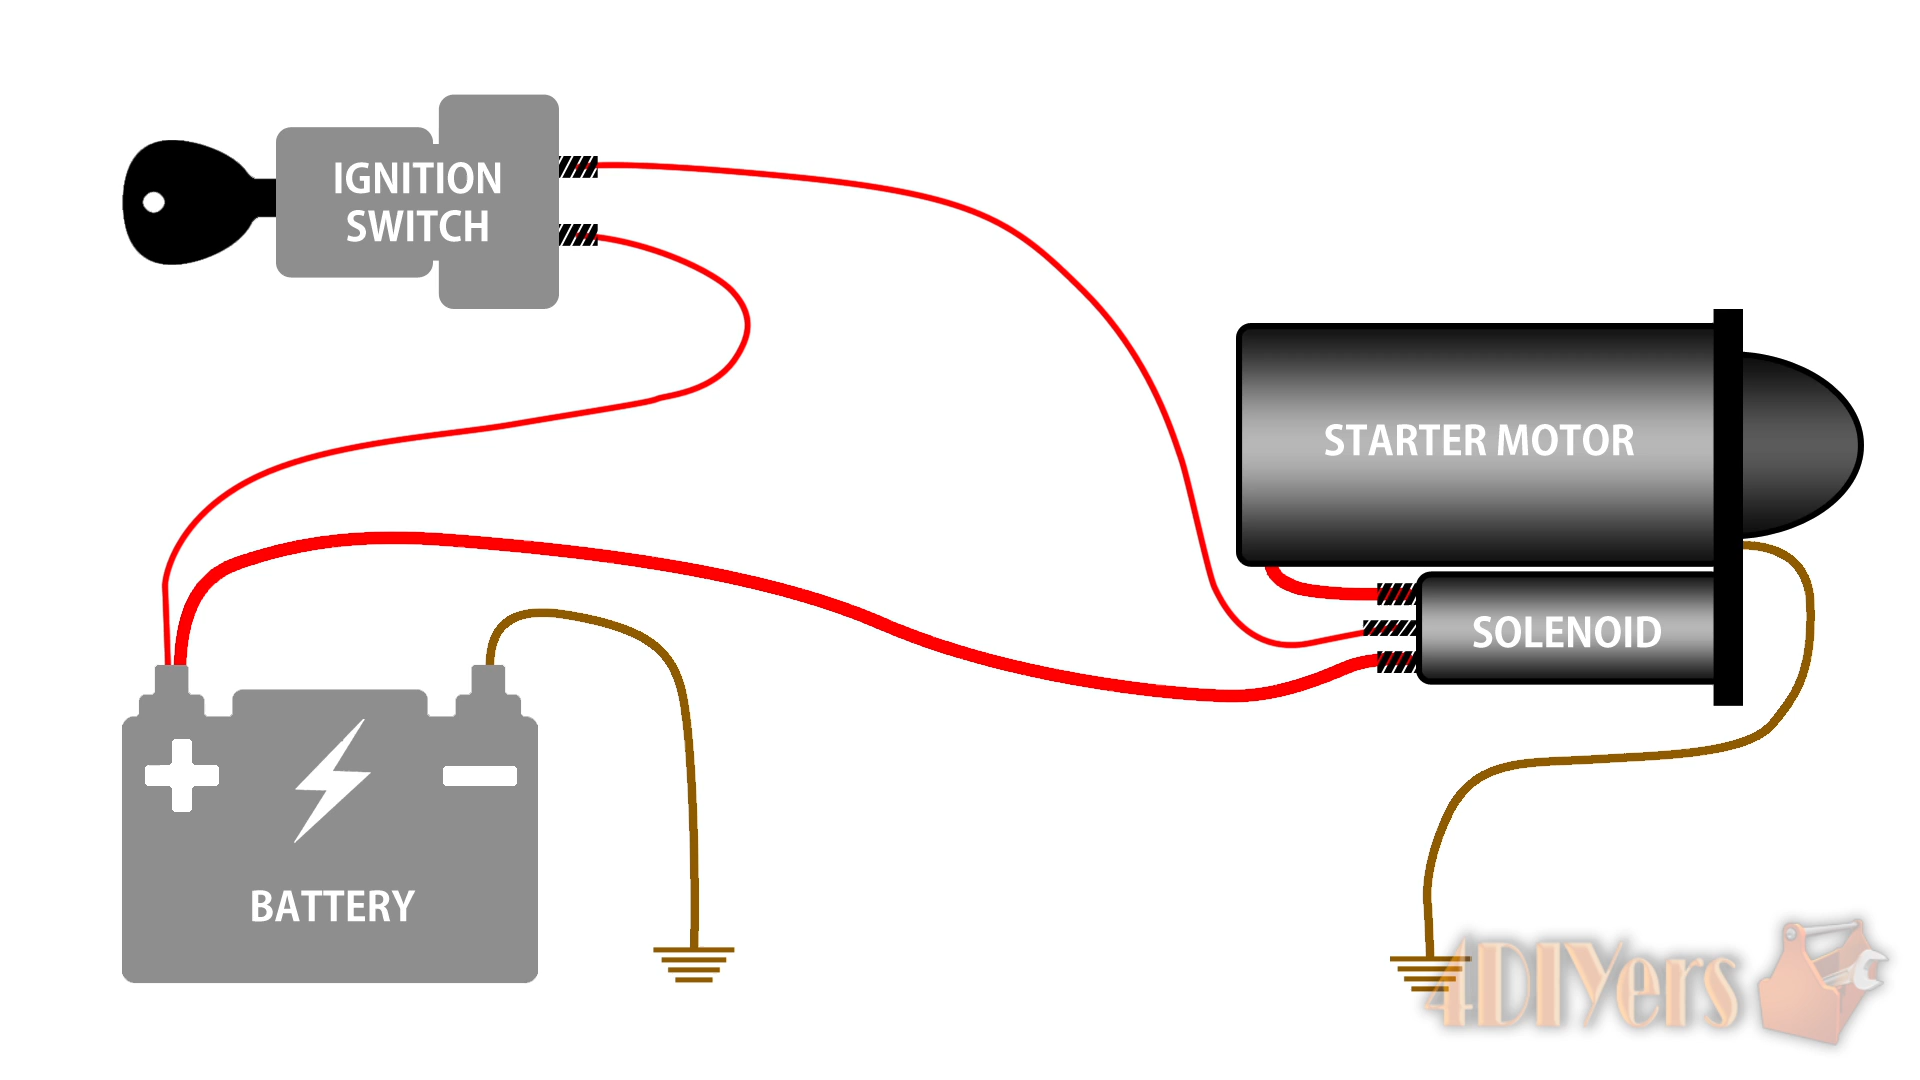 IGNITION
SWITCH
STARTER MOTOR
SOLENOID
BATTERY
4DIYers